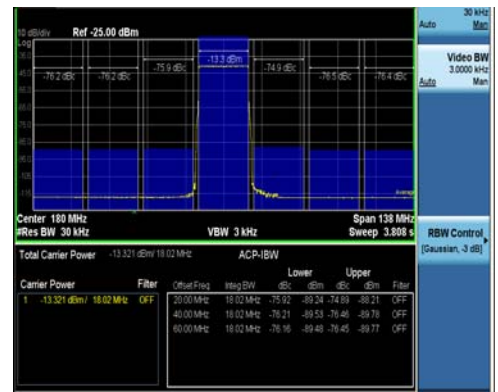 30 kHz
Auto Man
10 dB/div Ref -25.00 dBm
Log
-13.3 dBm
-76.2 dBc -76.2 dBc -75.9 dBc -74.9 dBc -76.5 dBc -76.4 dBc
Video BW
3.0000 kHz
Auto Man
Average
Center 180 MHz Span 138 MHz
#Res BW 30 kHz VBW 3 kHz Sweep 3.808 s
RBW Control
[Gaussian, -3 dB]
Total Carrier Power -13.321 dBm/ 18.02 MHz ACP-IBW
Lower Upper
Carrier Power Filter Offset Freq Integ BW dBc dBm dBc dBm Filter
1 -13.321 dBm / 18.02 MHz OFF 20.00 MHz 18.02 MHz -75.92 -89.24 -74.89 -88.21 OFF
40.00 MHz 18.02 MHz -76.21 -89.53 -76.46 -89.78 OFF
60.00 MHz 18.02 MHz -76.16 -89.48 -76.45 -89.77 OFF